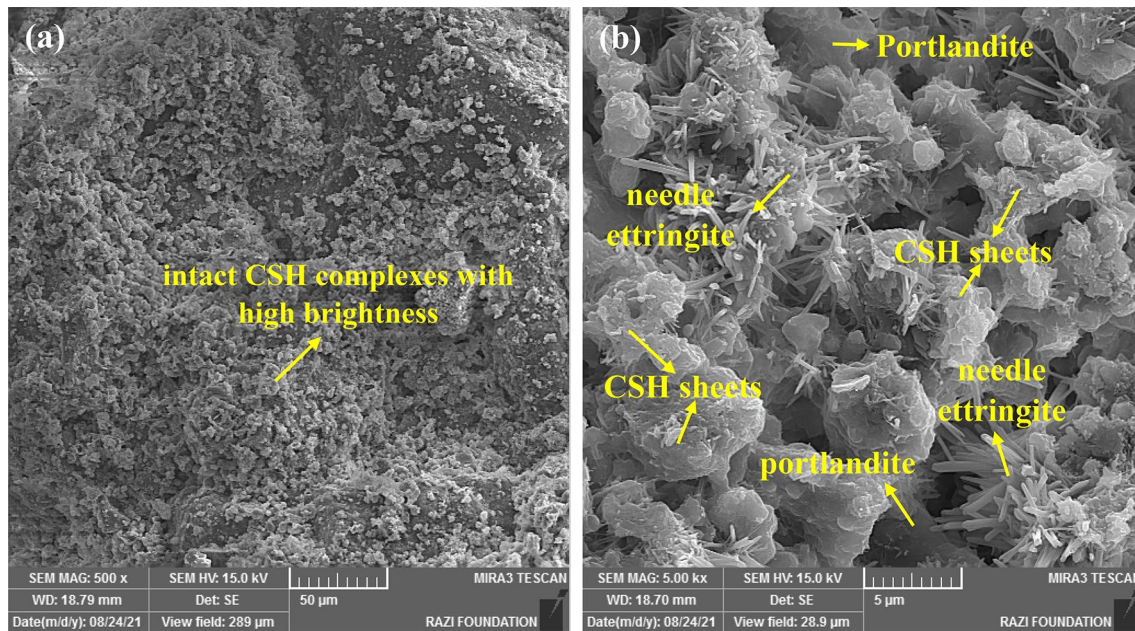 (a)
intact CSH complexes with
high brightness
SEM MAG: 500 x
SEM HV: 15.0 kV
MIRA3 TESCAN
WD: 18.79 mm
Det: SE
50 µm
Date(m/d/y): 08/24/21
View field: 289 µm
RAZI FOUNDATION
(b)
Portlandite
needle
ettringite
CSH sheets
CSH sheets
needle
ettringite
portlandite
SEM MAG: 5.00 kx
SEM HV: 15.0 kV
MIRA3 TESCAN
WD: 18.70 mm
Det: SE
5 µm
Date(m/d/y): 08/24/21
View field: 28.9 µm
RAZI FOUNDATION